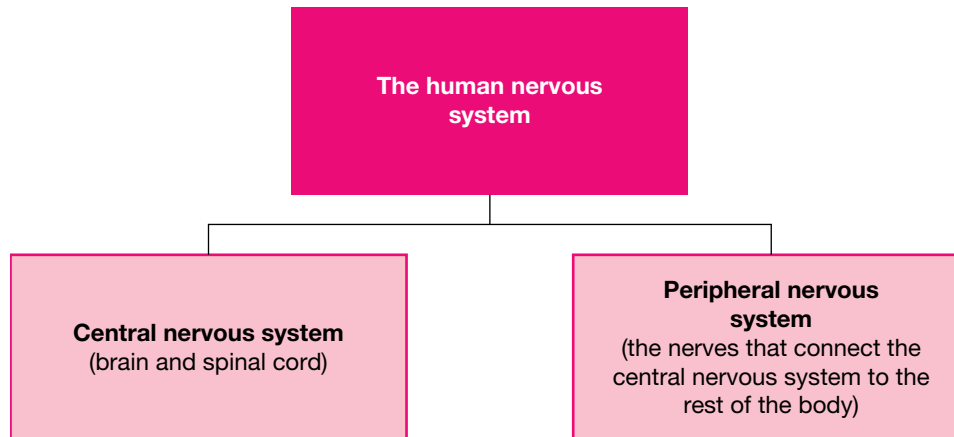 The human nervous
system
Central nervous system
(brain and spinal cord)
Peripheral nervous
system
(the nerves that connect the
central nervous system to the
rest of the body)